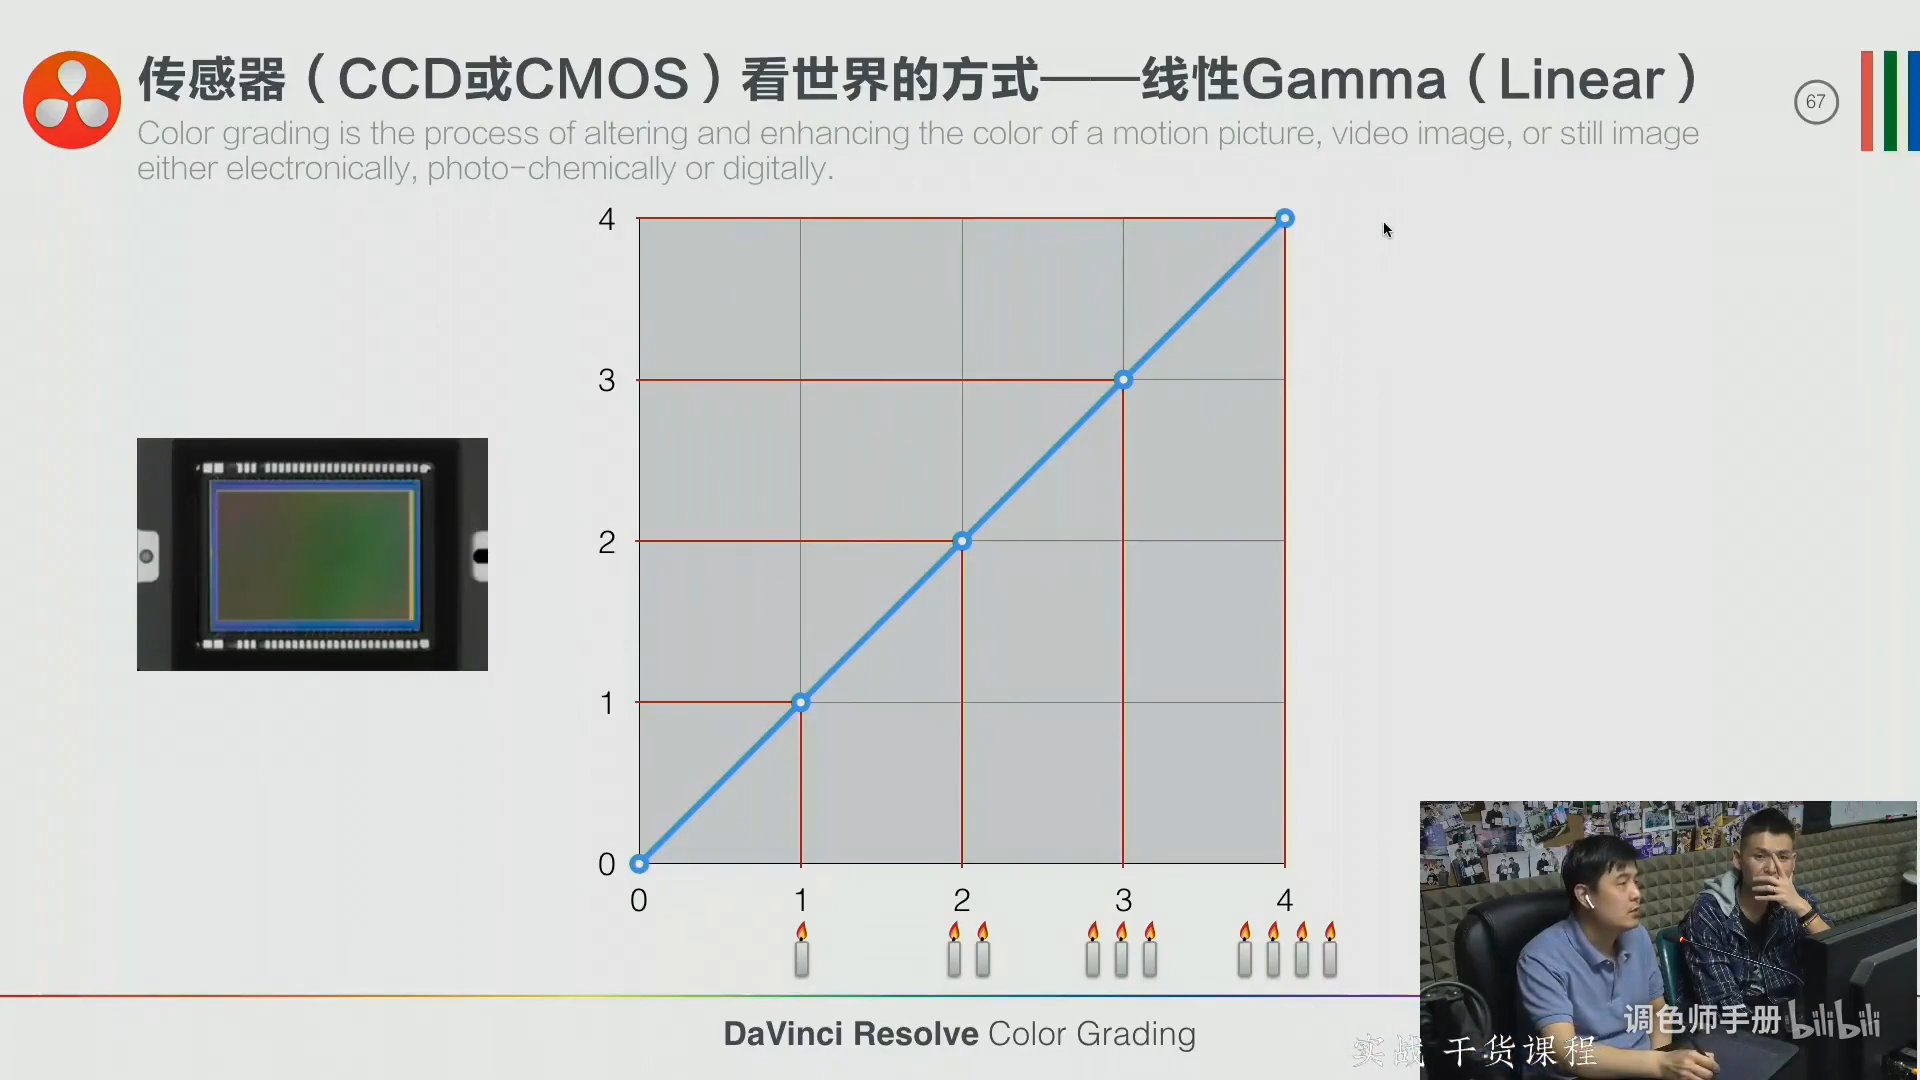 传感器（CCD或CMOS）看世界的方式——线性Gamma（Linear）
67
Color grading is the process of altering and enhancing the color of a motion picture, video image, or still image
either electronically, photo-chemically or digitally.
4
3
2
1
0
0 1 2 3 4
DaVinci Resolve Color Grading
调色师手册 bilibili
实战 干货课程